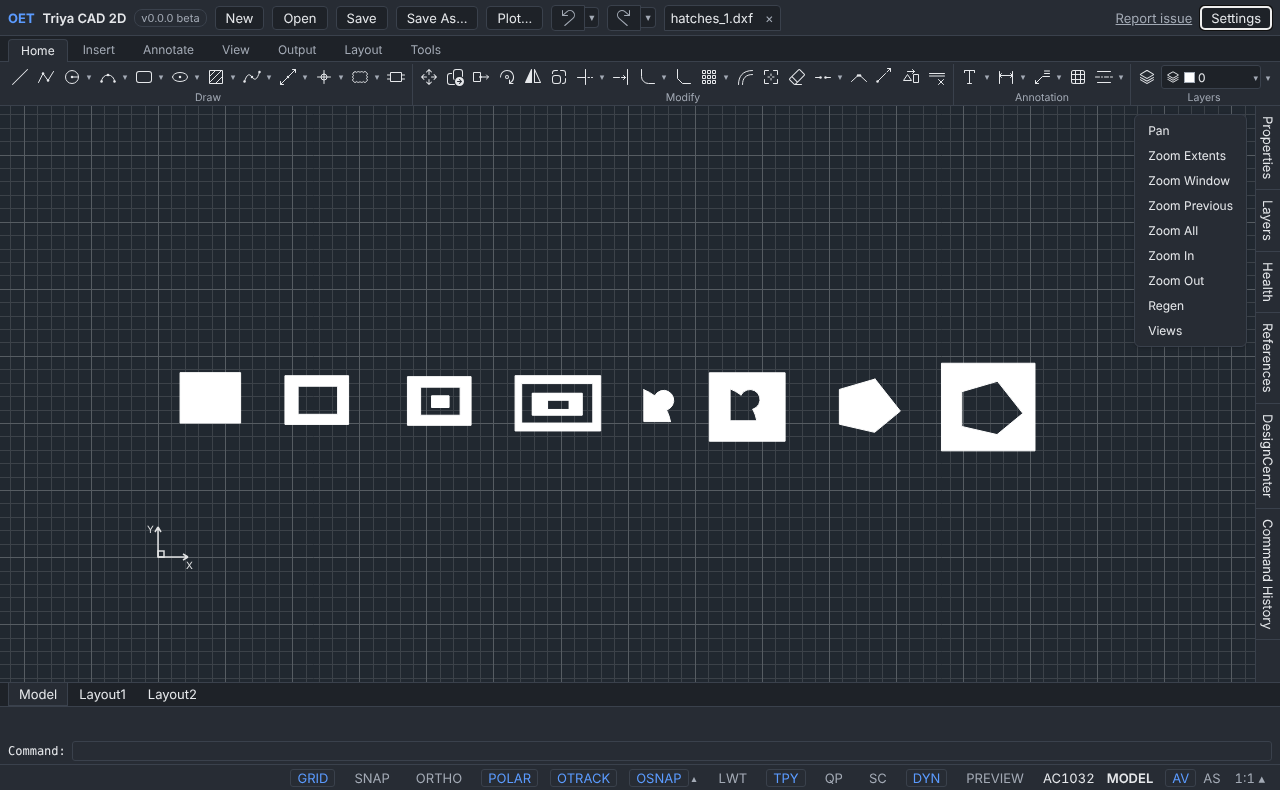 OET Triya CAD 2D v0.0.0 beta New Open Save Save As... Plot... hatches_1.dxf × Report issue Settings
Home Insert Annotate View Output Layout Tools
0
Draw Modify Annotation Layers
Pan
Zoom Extents
Zoom Window
Zoom Previous
Zoom All
Zoom In
Zoom Out
Regen
Views
Properties
Layers
Health
References
DesignCenter
Command History
Y
X
Model Layout1 Layout2
Command:
GRID SNAP ORTHO POLAR OTRACK OSNAP LWT TPY QP SC DYN PREVIEW AC1032 MODEL AV AS 1:1